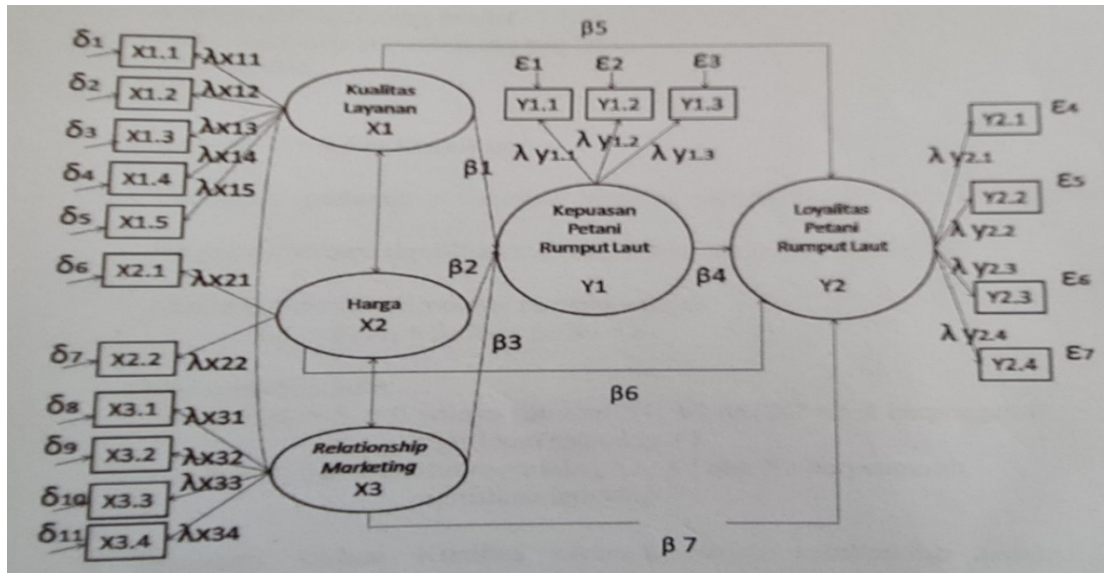 β5
δ1 X1.1 λx11
δ2 X1.2 λx12
δ3 X1.3 λx13
δ4 X1.4 λx14
δ5 X1.5 λx15
δ6 X2.1 λx21
δ7 X2.2 λx22
δ8 X3.1 λx31
δ9 X3.2 λx32
δ10 X3.3 λx33
δ11 X3.4 λx34
Kualitas
Layanan
X1
Harga
X2
Relationship
Marketing
X3
β1
β2
β3
ε1 ε2 ε3
Y1.1 Y1.2 Y1.3
λ y1.1 λ y1.2 λ y1.3
Kepuasan
Petani
Rumput Laut
Y1
β4
β6
β 7
Loyalitas
Petani
Rumput Laut
Y2
λ y2.1 Y2.1 ε4
λ y2.2 Y2.2 ε5
λ y2.3 Y2.3 ε6
λ y2.4 Y2.4 ε7